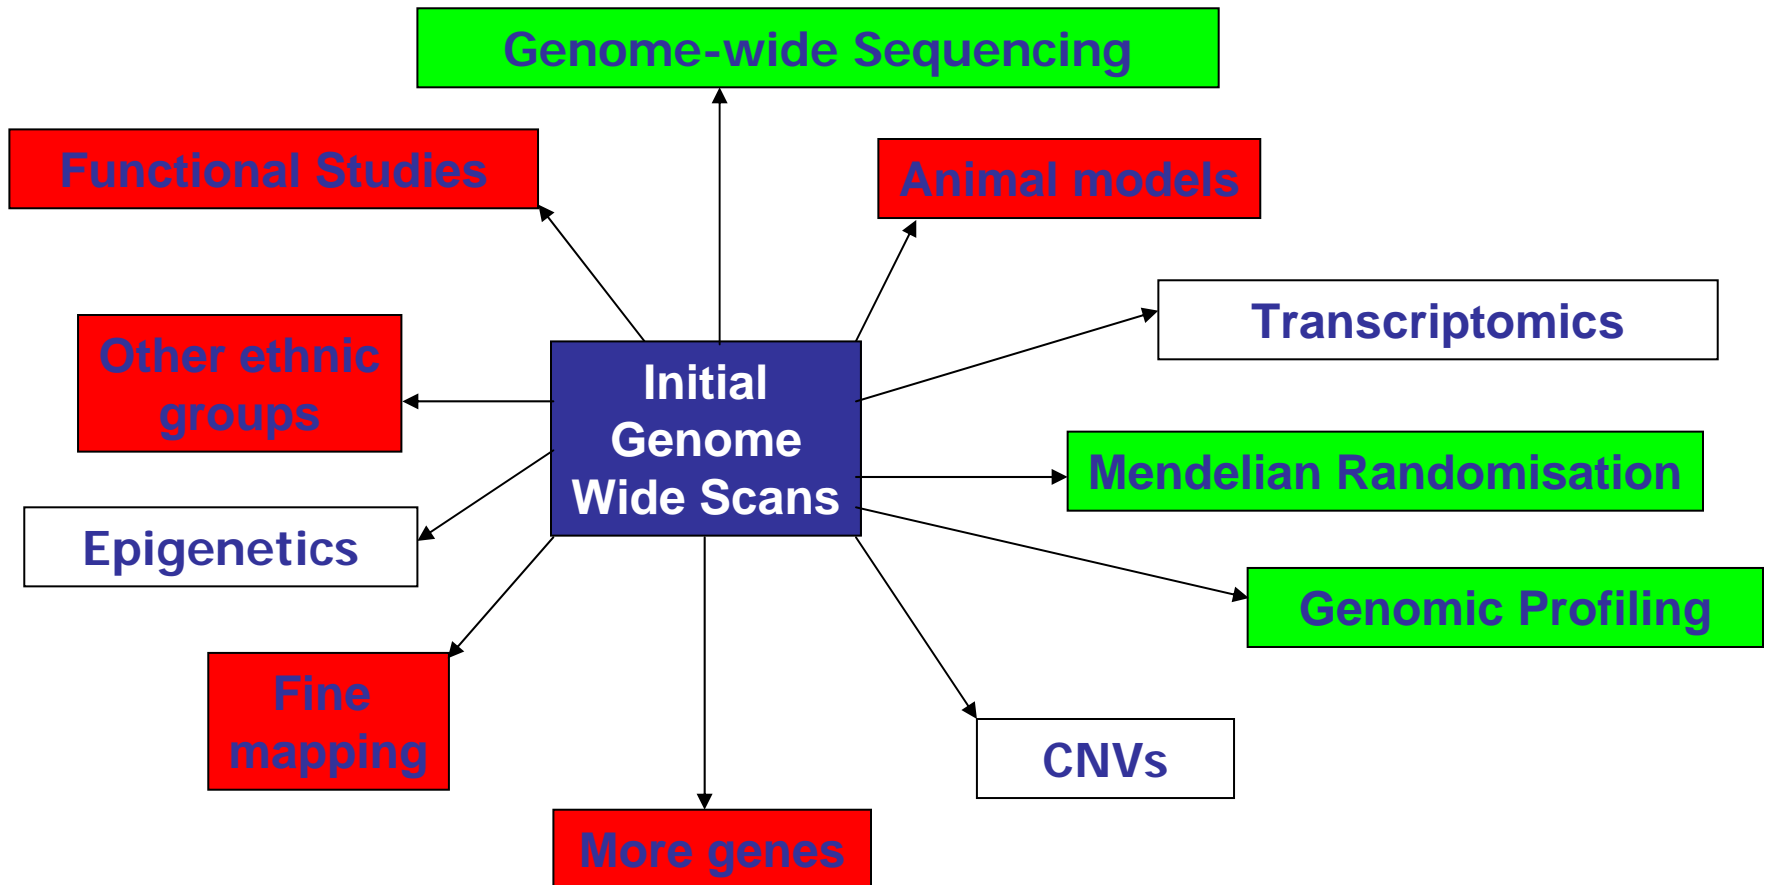 Genome-wide Sequencing
Functional Studies
Animal models
Transcriptomics
Other ethnic
groups
Initial
Genome
Wide Scans
Mendelian Randomisation
Epigenetics
Genomic Profiling
Fine
mapping
CNVs
More genes